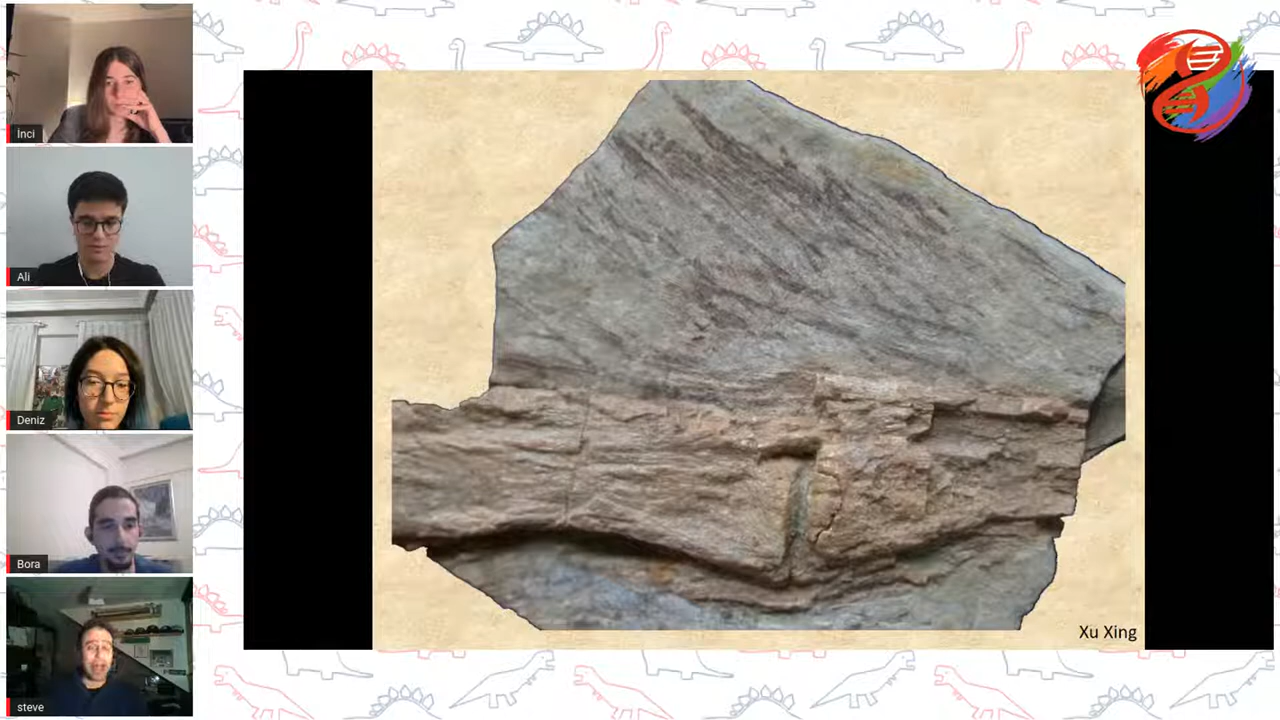 İnci
Ali
Deniz
Bora
steve
Xu Xing